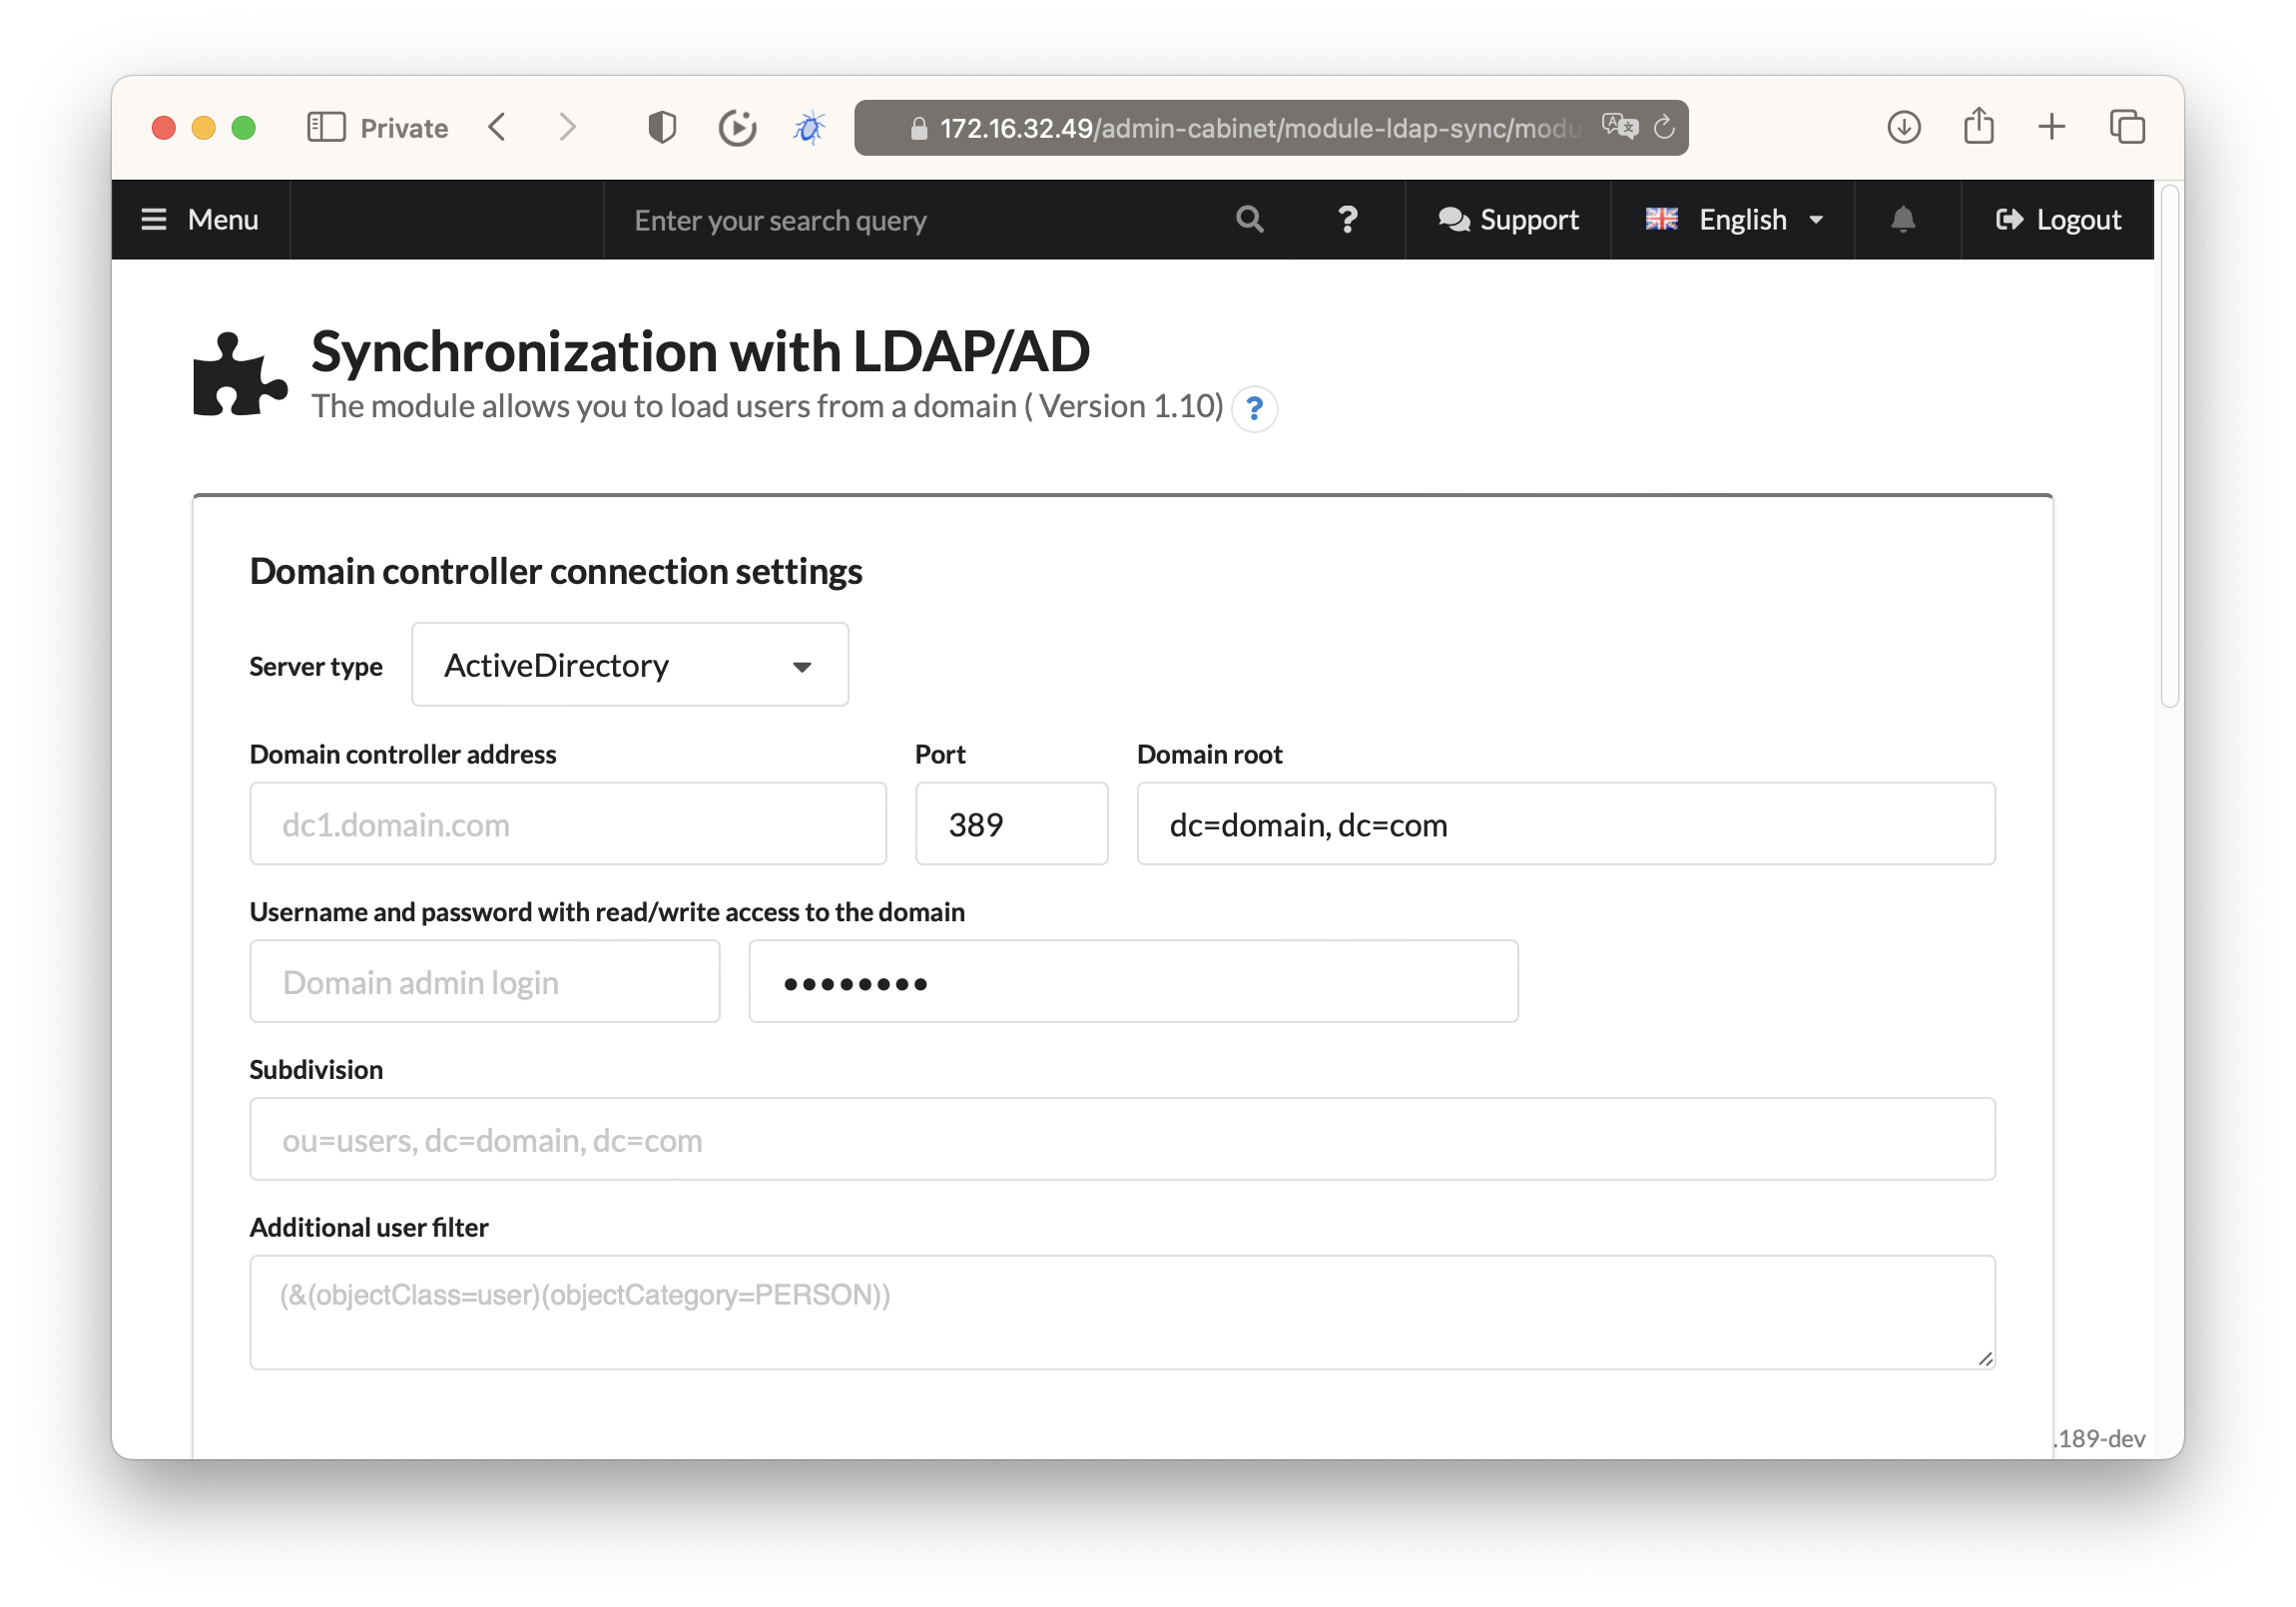 Private
172.16.32.49/admin-cabinet/module-ldap-sync/modu
Menu
Enter your search query
?
Support
English
Logout
Synchronization with LDAP/AD
The module allows you to load users from a domain ( Version 1.10) ?
Domain controller connection settings
Server type ActiveDirectory
Domain controller address Port Domain root
dc1.domain.com 389 dc=domain, dc=com
Username and password with read/write access to the domain
Domain admin login ••••••••
Subdivision
ou=users, dc=domain, dc=com
Additional user filter
(&(objectClass=user)(objectCategory=PERSON))
.189-dev